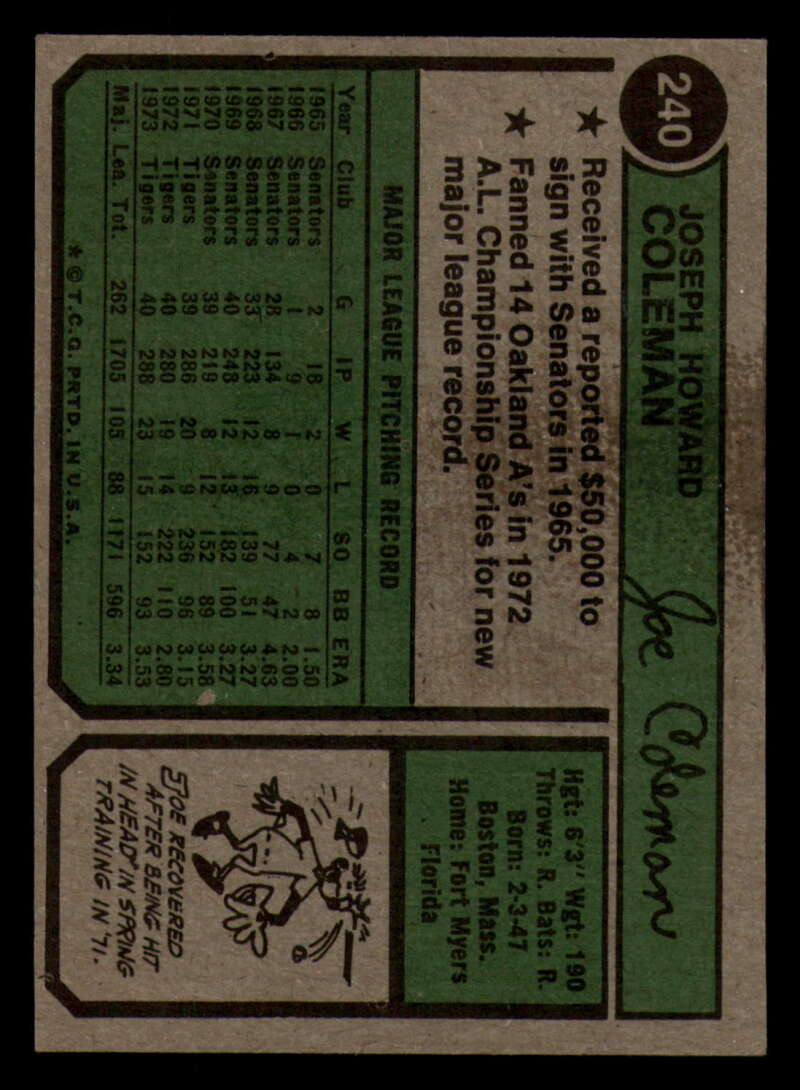 240
JOSEPH HOWARD
COLEMAN
Joe Coleman
★ Received a reported $50,000 to
sign with Senators in 1965.
★ Fanned 14 Oakland A's in 1972
A.L. Championship Series for new
major league record.
Hgt: 6'3" Wgt: 190
Throws: R. Bats: R.
Born: 2-3-47
Boston, Mass.
Home: Fort Myers
Florida
MAJOR LEAGUE PITCHING RECORD
Year Club G IP W L SO BB ERA
1965 Senators 2 18 2 0 7 8 1.50
1966 Senators 1 9 1 0 4 2 2.00
1967 Senators 28 134 8 9 77 47 4.63
1968 Senators 33 223 12 16 139 51 3.27
1969 Senators 40 248 12 13 182 100 3.27
1970 Senators 39 219 8 12 152 89 3.58
1971 Tigers 39 286 20 9 236 96 3.15
1972 Tigers 40 280 19 14 222 110 2.80
1973 Tigers 40 288 23 15 152 93 3.53
Maj. Lea. Tot. 262 1705 105 88 1171 596 3.34
* © T.C.G. PRTD. IN U.S.A.
JOE RECOVERED
AFTER BEING HIT
IN HEAD IN SPRING
TRAINING IN '71.